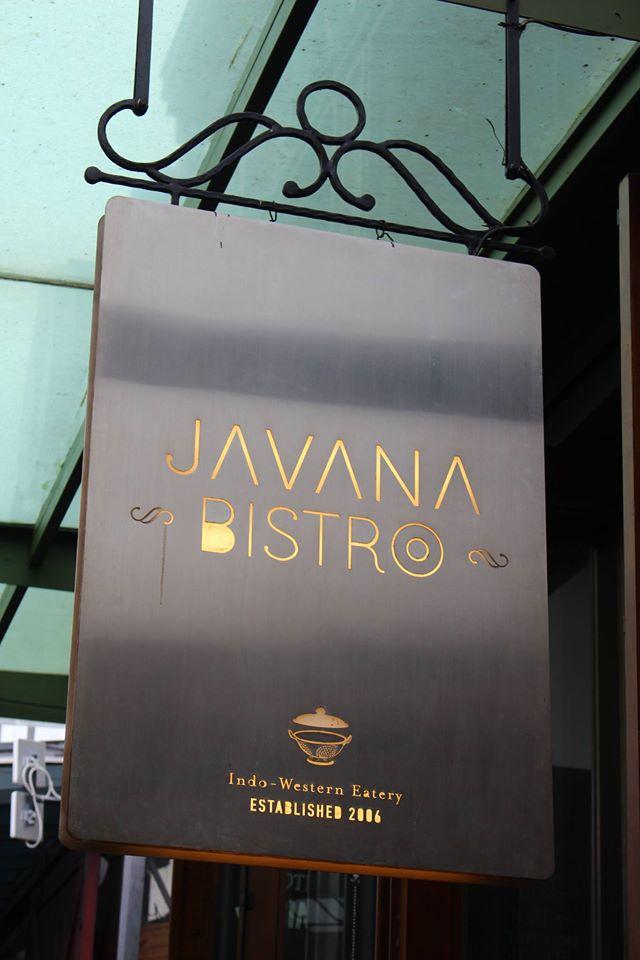 JAVANA
BISTRO
Indo-Western Eatery
ESTABLISHED 2006